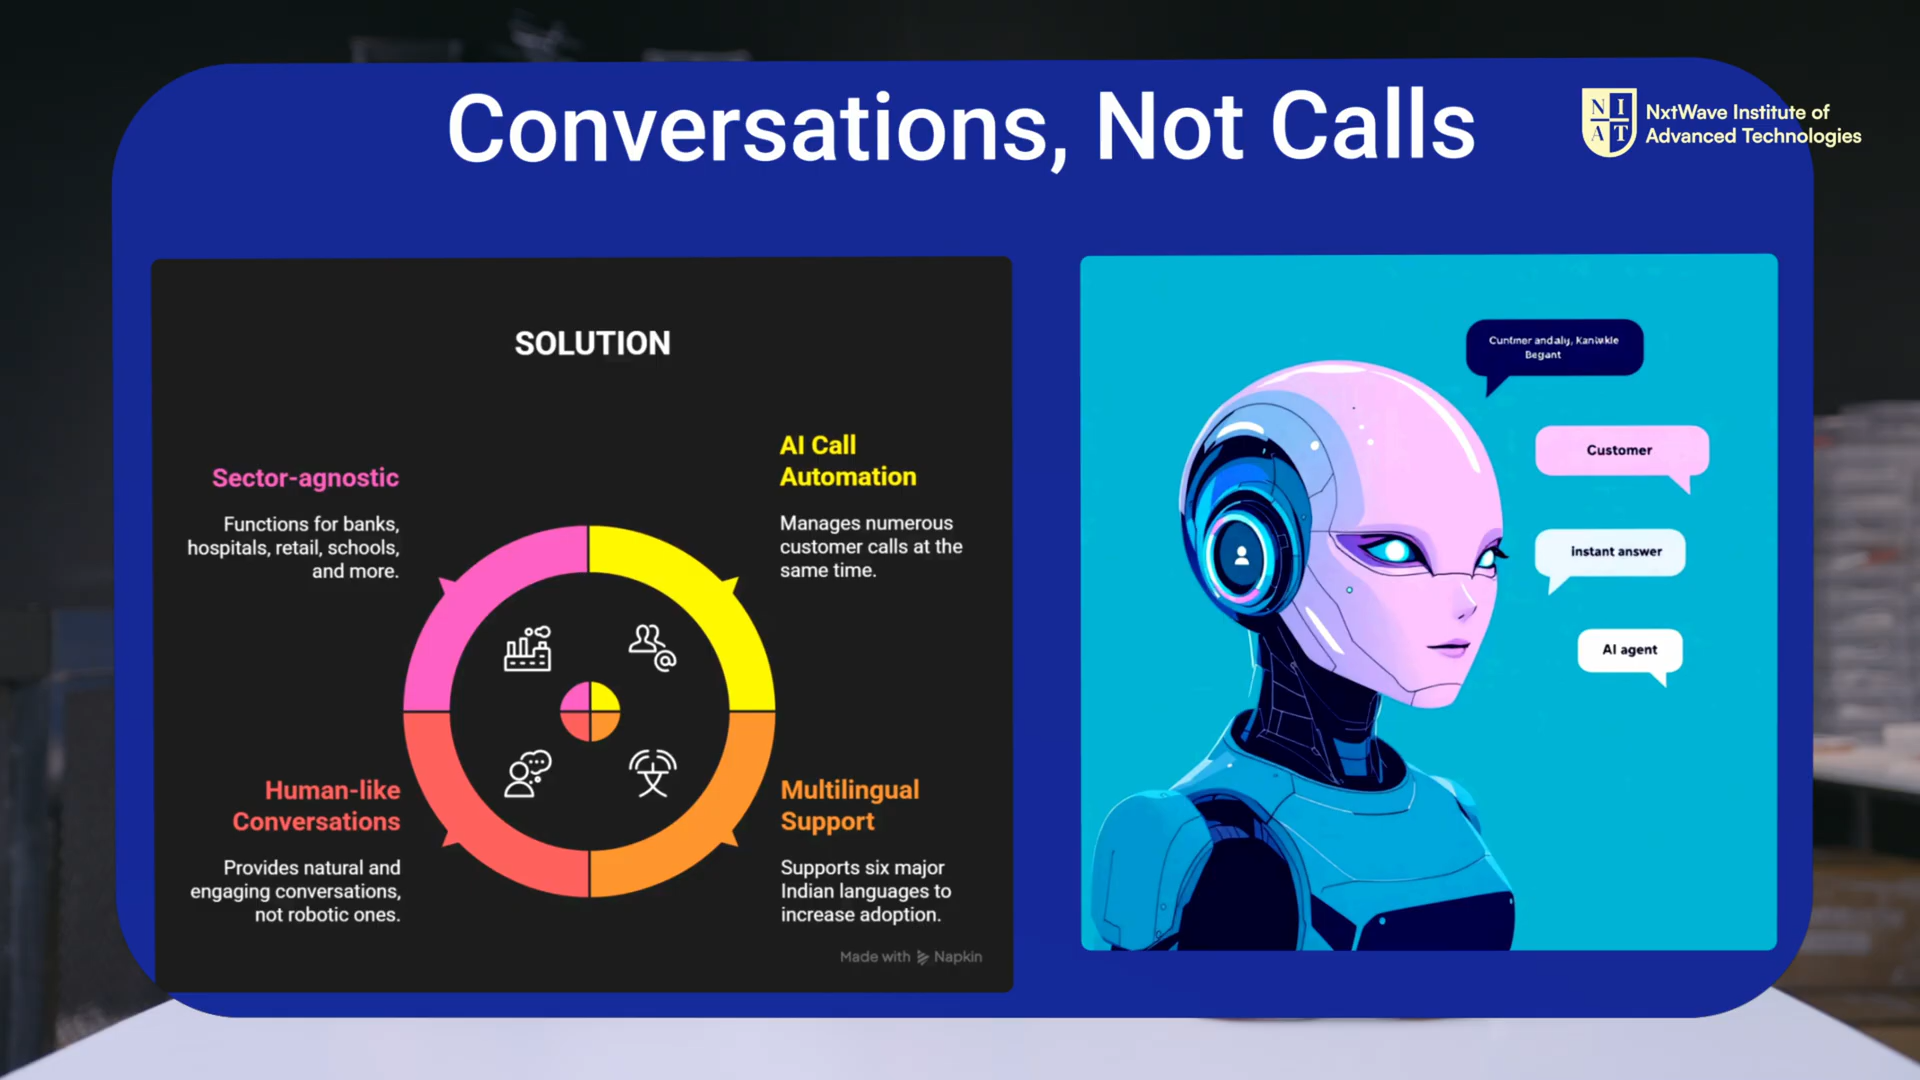 Conversations, Not Calls
N I
A T
NxtWave Institute of
Advanced Technologies
SOLUTION
Sector-agnostic
Functions for banks,
hospitals, retail, schools,
and more.
AI Call
Automation
Manages numerous
customer calls at the
same time.
Human-like
Conversations
Provides natural and
engaging conversations,
not robotic ones.
Multilingual
Support
Supports six major
Indian languages to
increase adoption.
Made with Napkin
Begant
Customer
instant answer
AI agent